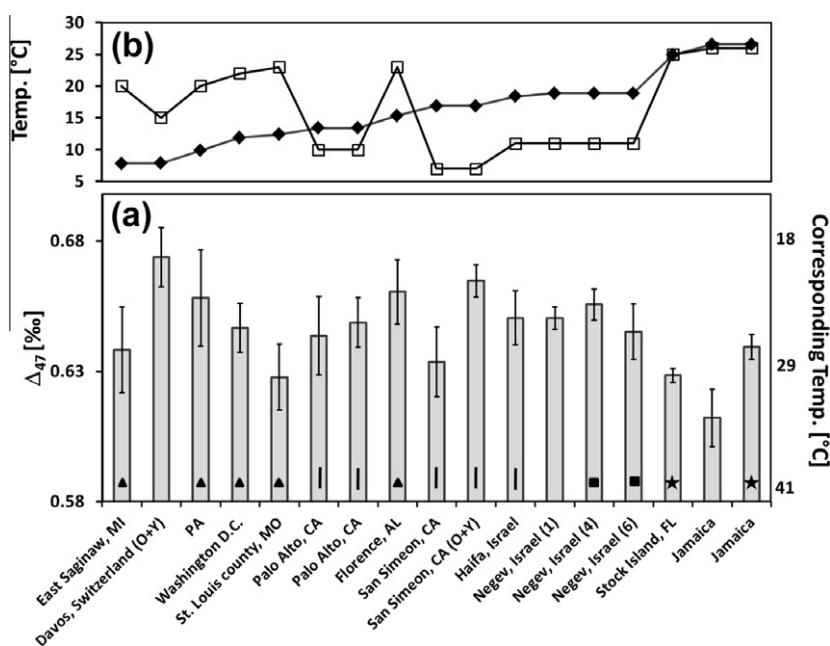 (b)
Temp. [°C]
30
25
20
15
10
5
(a)
Δ47 [‰]
0.68
0.63
0.58
18
29
41
Corresponding Temp. [°C]
East Saginaw, MI
Davos, Switzerland (O+Y)
PA
Washington D.C.
St. Louis county, MO
Palo Alto, CA
Palo Alto, CA
Florence, AL
San Simeon, CA
San Simeon, CA (O+Y)
Haifa, Israel
Negev, Israel (1)
Negev, Israel (4)
Negev, Israel (6)
Stock Island, FL
Jamaica
Jamaica